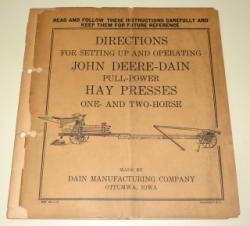 READ AND FOLLOW THESE INSTRUCTIONS CAREFULLY AND
KEEP THEM FOR FUTURE REFERENCE
DIRECTIONS
FOR SETTING UP AND OPERATING
JOHN DEERE-DAIN
PULL-POWER
HAY PRESSES
ONE- AND TWO-HORSE
MADE BY
DAIN MANUFACTURING COMPANY
OTTUMWA, IOWA